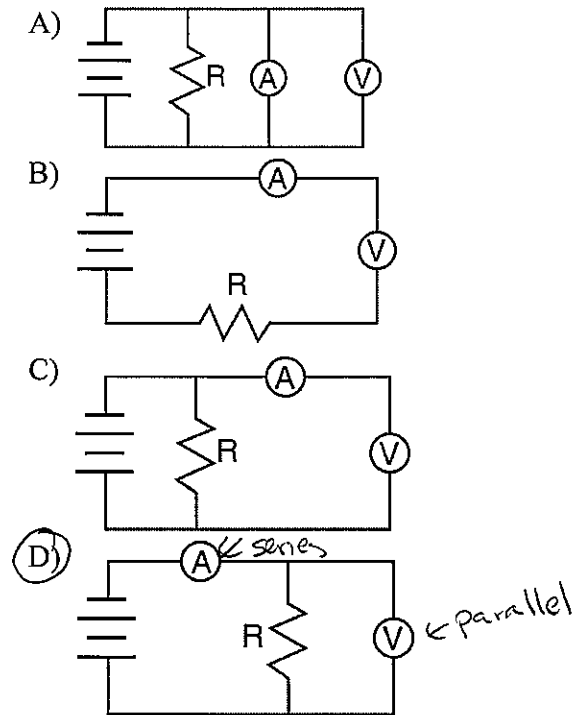 A)
R A V
B)
A
V
R
C)
A
R V
D)
A ← series
R V ← parallel